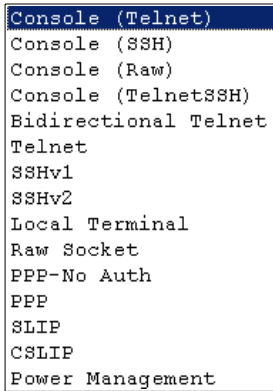 Console (Telnet)
Console (SSH)
Console (Raw)
Console (TelnetSSH)
Bidirectional Telnet
Telnet
SSHv1
SSHv2
Local Terminal
Raw Socket
PPP-No Auth
PPP
SLIP
CSLIP
Power Management